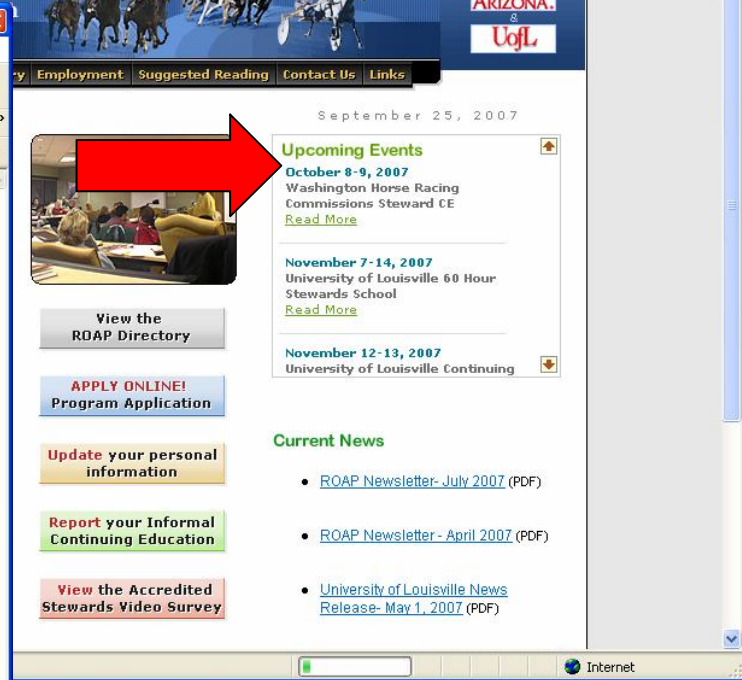 ARIZONA.
&
UofL
Employment Suggested Reading Contact Us Links
September 25, 2007
Upcoming Events
October 8-9, 2007
Washington Horse Racing
Commissions Steward CE
Read More
November 7-14, 2007
University of Louisville 60 Hour
Stewards School
Read More
November 12-13, 2007
University of Louisville Continuing
View the
ROAP Directory
APPLY ONLINE!
Program Application
Update your personal
information
Report your Informal
Continuing Education
View the Accredited
Stewards Video Survey
Current News
ROAP Newsletter- July 2007 (PDF)
ROAP Newsletter - April 2007 (PDF)
University of Louisville News
Release- May 1, 2007 (PDF)
Internet